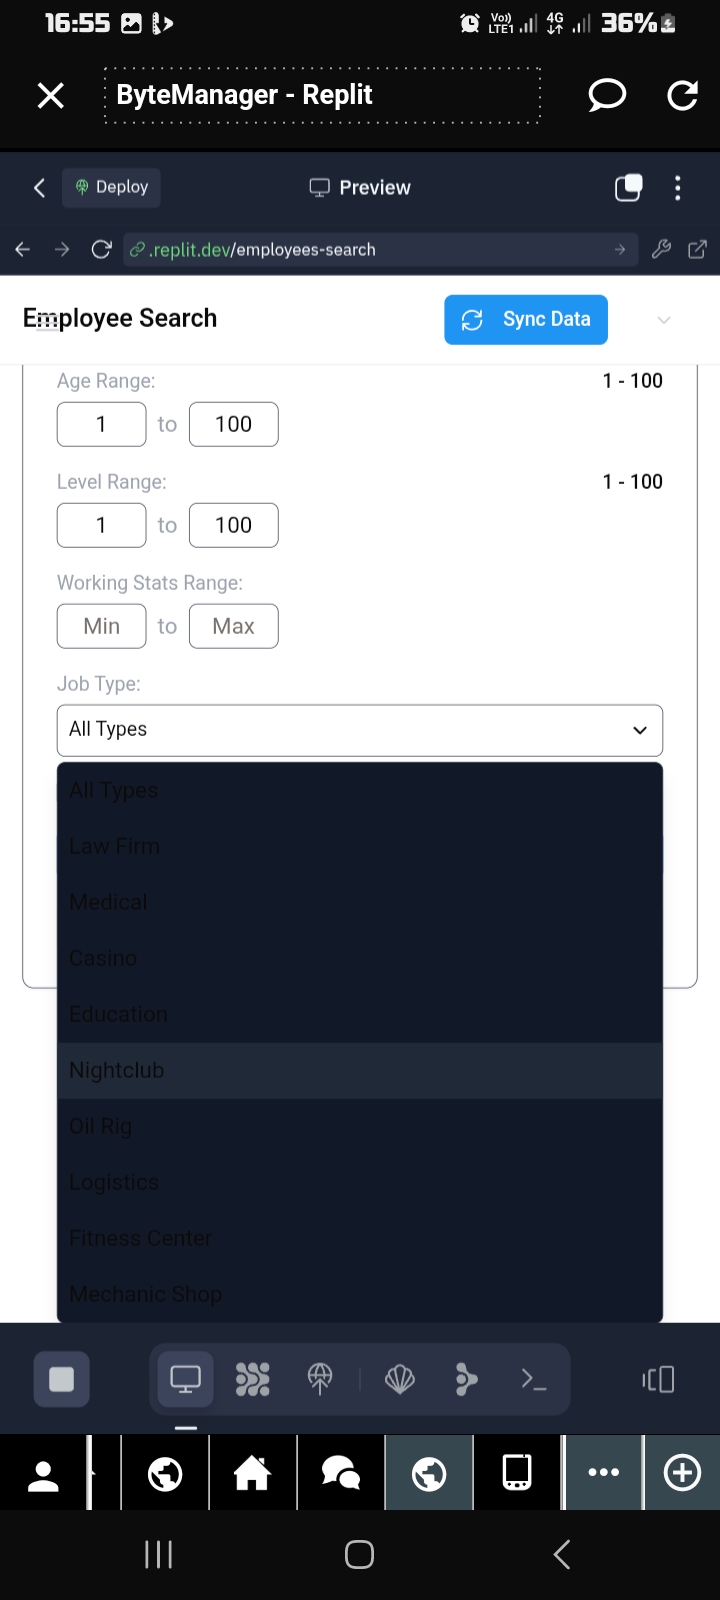 16:55
Vo)) LTE1 4G 36%
ByteManager - Replit
Deploy
Preview
.replit.dev/employees-search
Employee Search
Sync Data
Age Range:
1 - 100
1 to 100
Level Range:
1 - 100
1 to 100
Working Stats Range:
Min to Max
Job Type:
All Types
All Types
Law Firm
Medical
Casino
Education
Nightclub
Oil Rig
Logistics
Fitness Center
Mechanic Shop